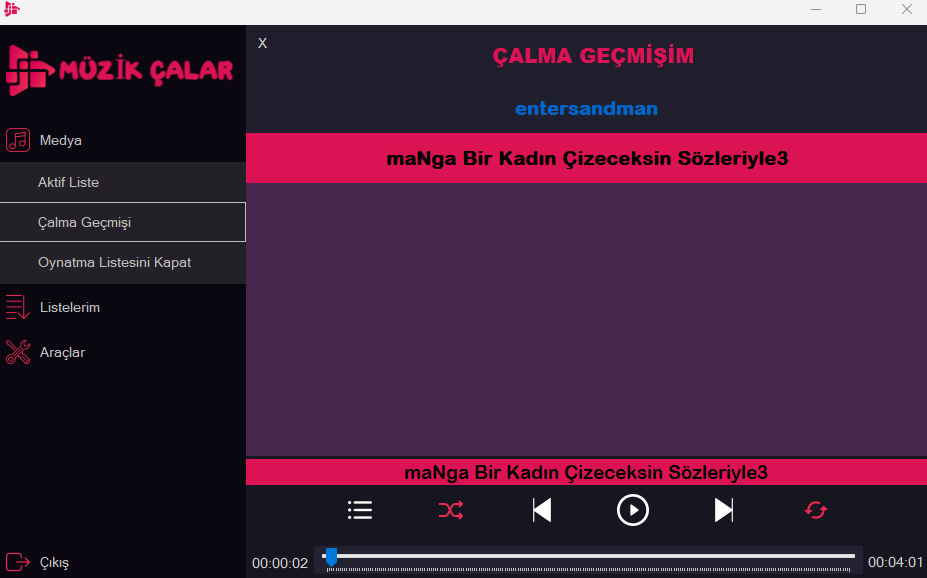 MÜZİK ÇALAR
Medya
Aktif Liste
Çalma Geçmişi
Oynatma Listesini Kapat
Listelerim
Araçlar
Çıkış
X
ÇALMA GEÇMİŞİM
entersandman
maNga Bir Kadın Çizeceksin Sözleriyle3
maNga Bir Kadın Çizeceksin Sözleriyle3
00:00:02
00:04:01